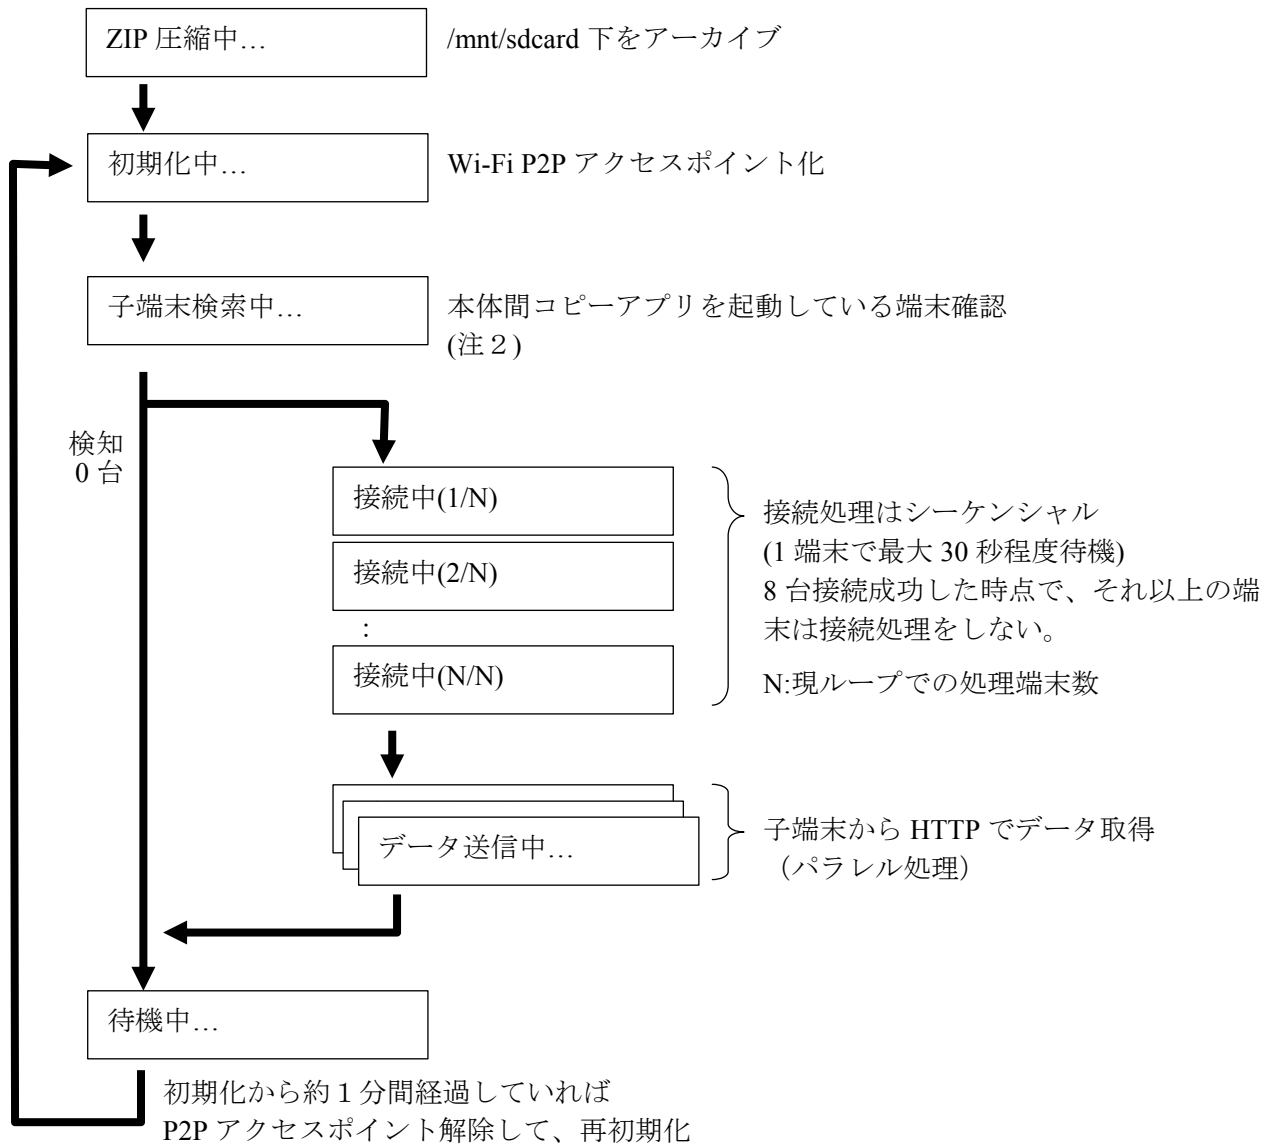 ZIP 圧縮中…
/mnt/sdcard 下をアーカイブ
初期化中…
Wi-Fi P2P アクセスポイント化
子端末検索中…
本体間コピーアプリを起動している端末確認
(注２)
検知
0 台
接続中(1/N)
接続中(2/N)
：
接続中(N/N)
接続処理はシーケンシャル
(1 端末で最大 30 秒程度待機)
8 台接続成功した時点で、それ以上の端
末は接続処理をしない。
N:現ループでの処理端末数
データ送信中…
子端末から HTTP でデータ取得
（パラレル処理）
待機中…
初期化から約１分間経過していれば
P2P アクセスポイント解除して、再初期化